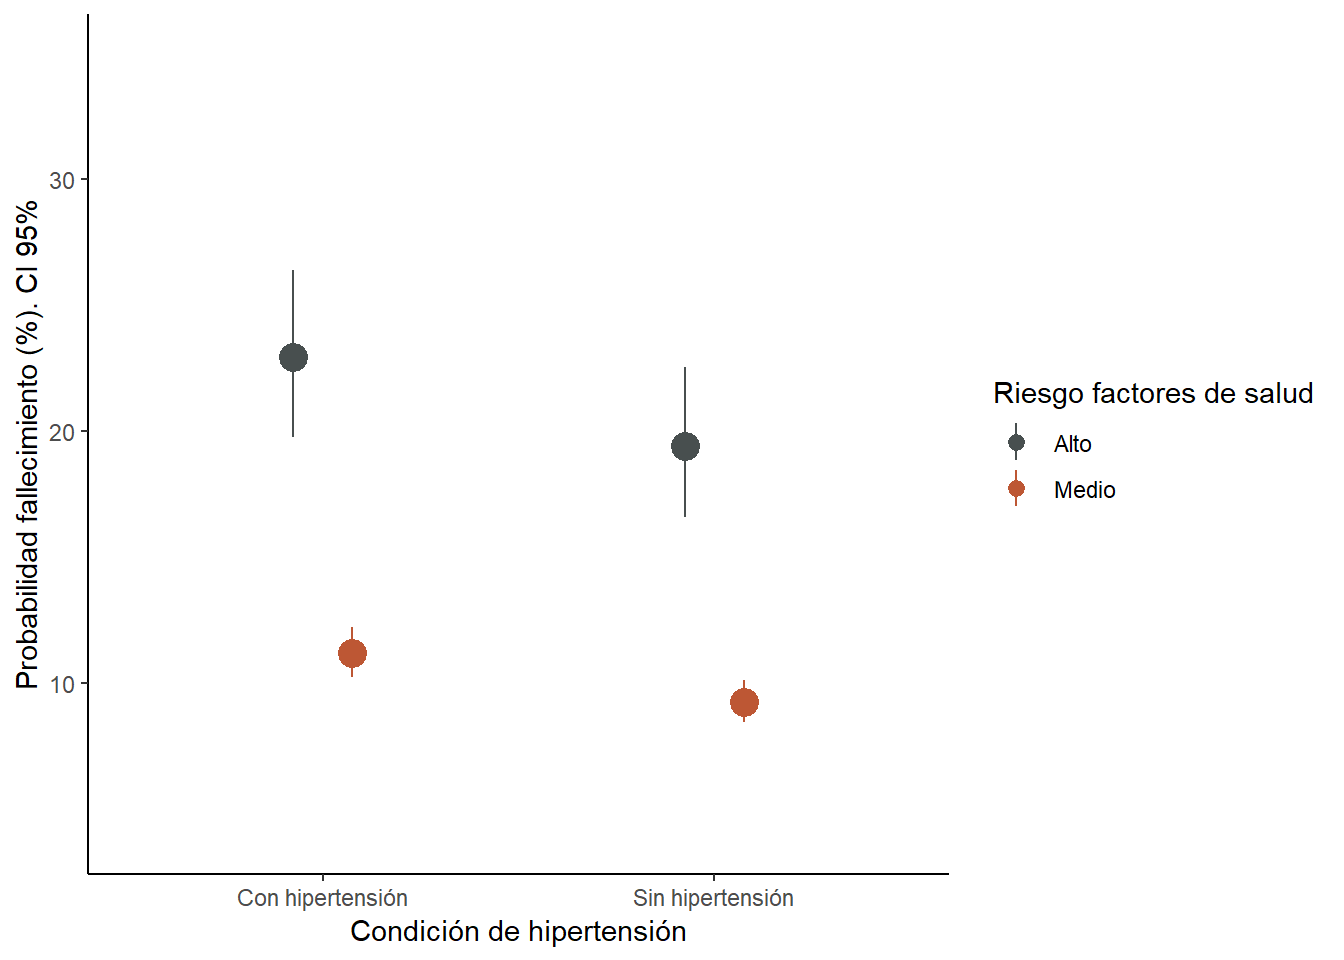 Probabilidad fallecimiento (%). CI 95%
30
20
10
Con hipertensión
Sin hipertensión
Condición de hipertensión
Riesgo factores de salud
Alto
Medio